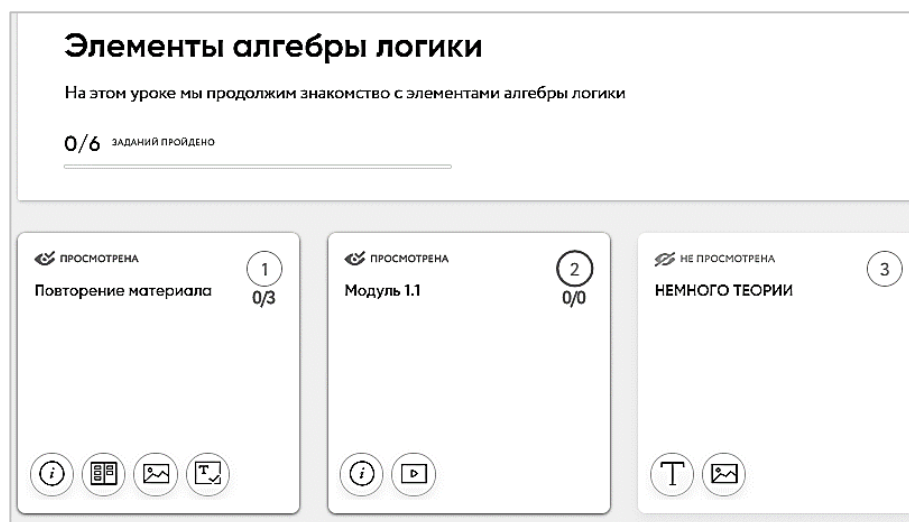 Элементы алгебры логики
На этом уроке мы продолжим знакомство с элементами алгебры логики
0/6 ЗАДАНИЙ ПРОЙДЕНО
ПРОСМОТРЕНА
1
Повторение материала
0/3
ПРОСМОТРЕНА
2
Модуль 1.1
0/0
НЕ ПРОСМОТРЕНА
3
НЕМНОГО ТЕОРИИ